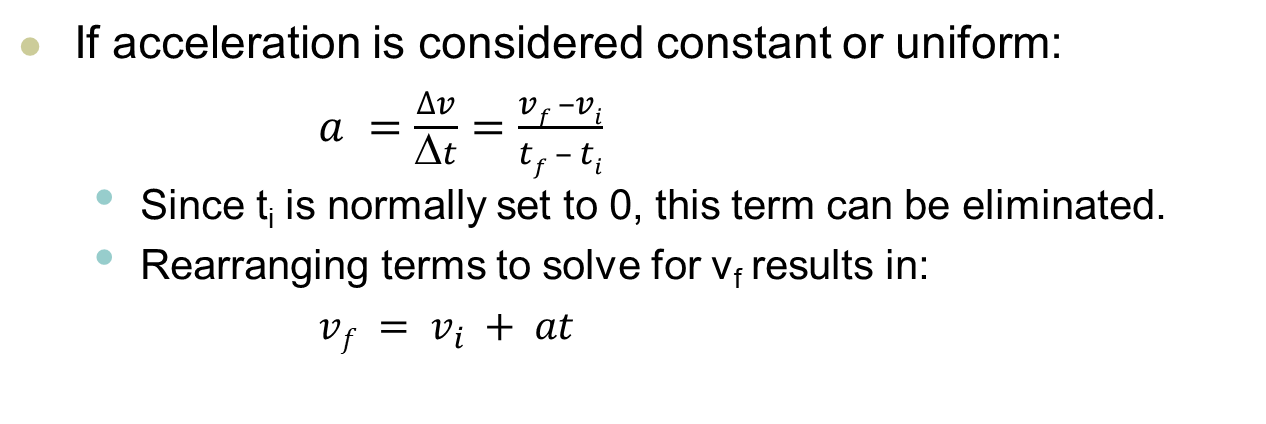 • If acceleration is considered constant or uniform:
a = Δv/Δt = (v_f – v_i)/(t_f – t_i)
• Since t_i is normally set to 0, this term can be eliminated.
• Rearranging terms to solve for v_f results in:
v_f = v_i + at